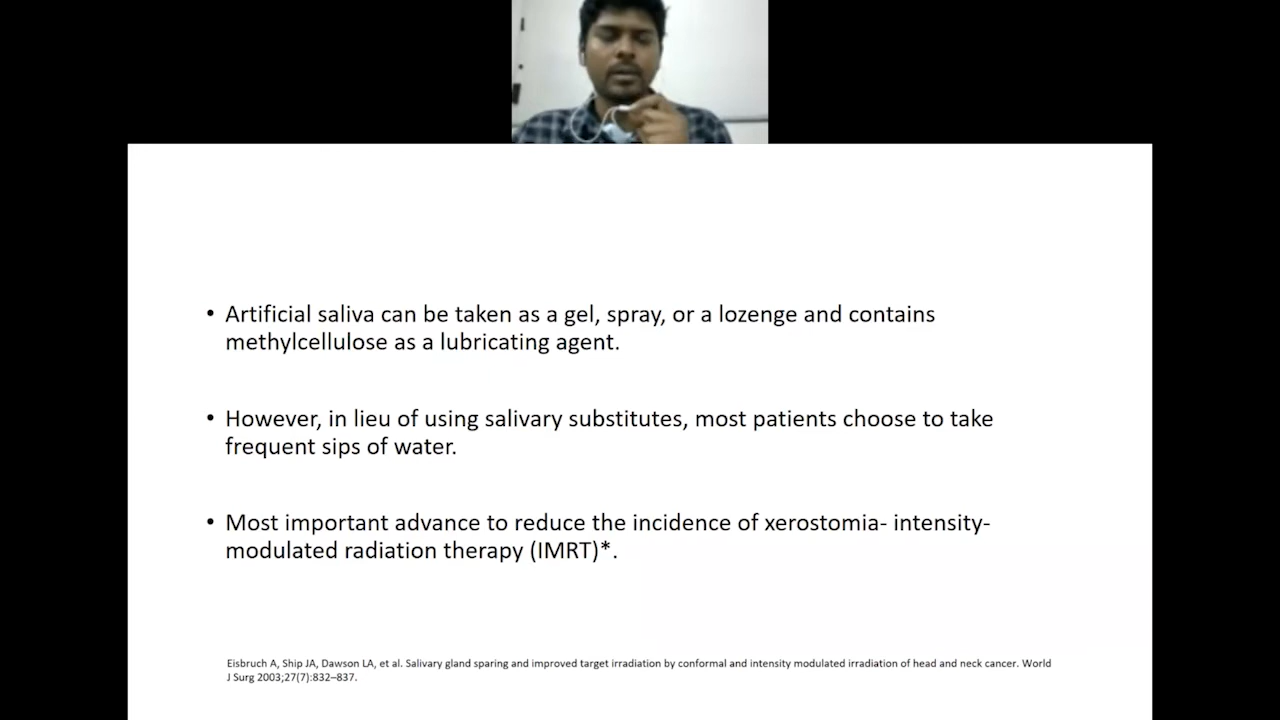 • Artificial saliva can be taken as a gel, spray, or a lozenge and contains
methylcellulose as a lubricating agent.
• However, in lieu of using salivary substitutes, most patients choose to take
frequent sips of water.
• Most important advance to reduce the incidence of xerostomia- intensity-
modulated radiation therapy (IMRT)*.
Eisbruch A, Ship JA, Dawson LA, et al. Salivary gland sparing and improved target irradiation by conformal and intensity modulated irradiation of head and neck cancer. World
J Surg 2003;27(7):832–837.